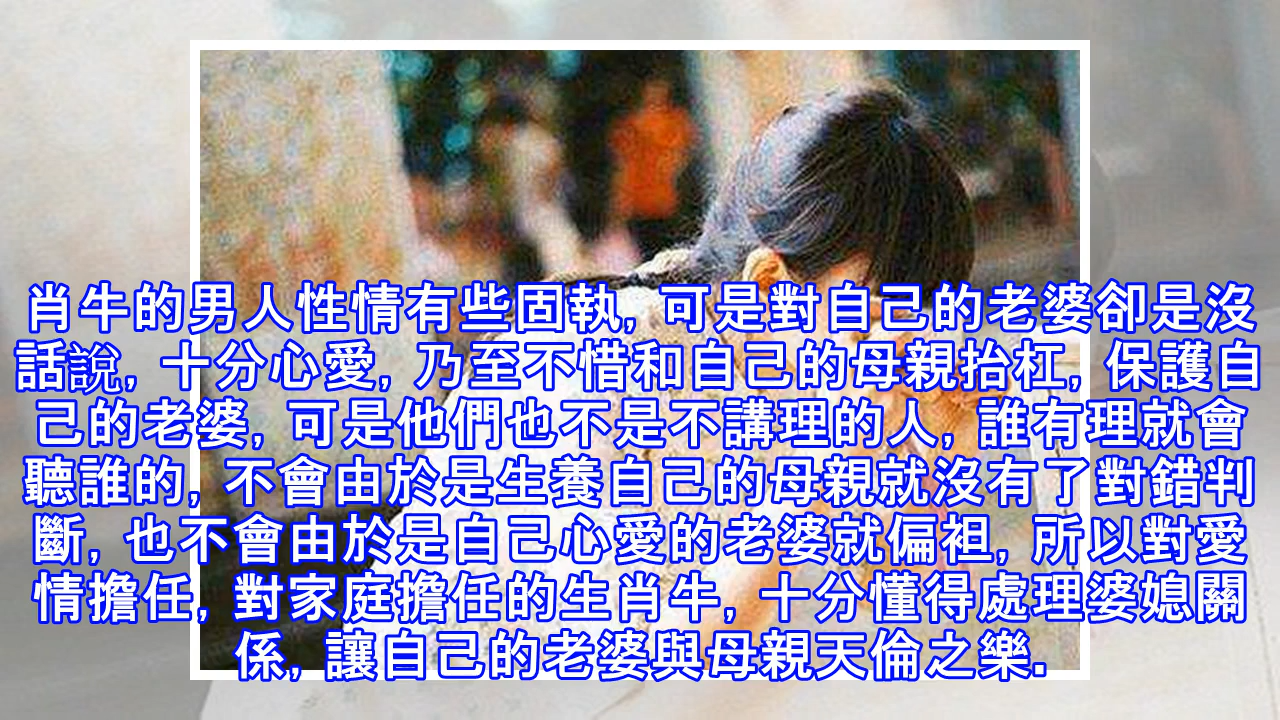 肖牛的男人性情有些固執, 可是對自己的老婆卻是沒
話說, 十分心愛, 乃至不惜和自己的母親抬杠, 保護自
己的老婆, 可是他們也不是不講理的人, 誰有理就會
聽誰的, 不會由於是生養自己的母親就沒有了對錯判
斷, 也不會由於是自己心愛的老婆就偏袒, 所以對愛
情擔任, 對家庭擔任的生肖牛, 十分懂得處理婆媳關
係, 讓自己的老婆與母親天倫之樂.